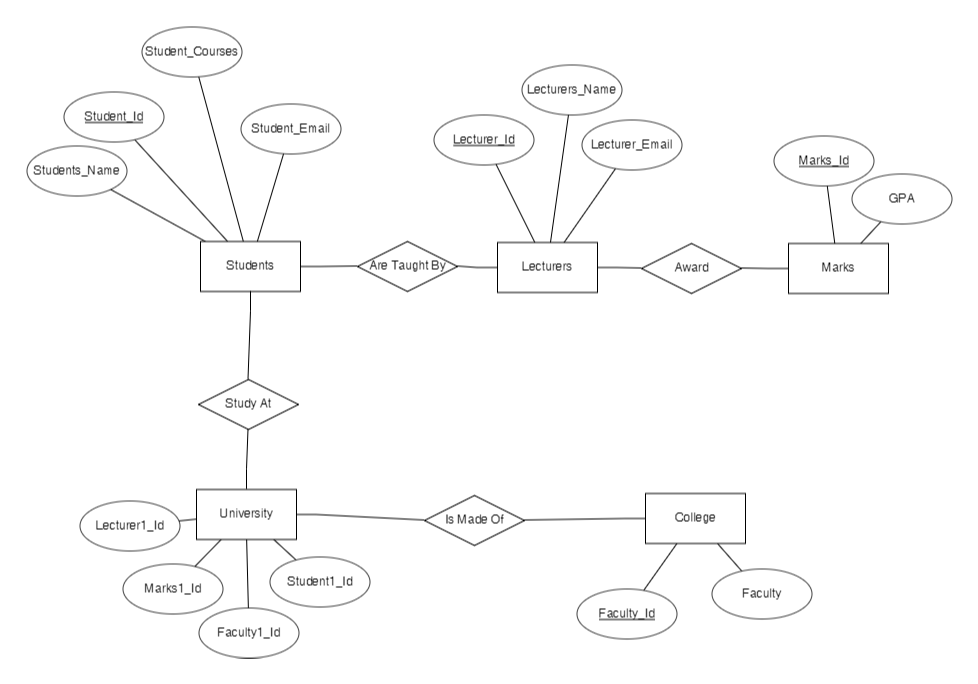 Student_Courses
Lecturers_Name
Student_Id
Student_Email
Lecturer_Id
Lecturer_Email
Marks_Id
Students_Name
GPA
Students
Are Taught By
Lecturers
Award
Marks
Study At
University
Is Made Of
College
Lecturer1_Id
Marks1_Id
Student1_Id
Faculty1_Id
Faculty_Id
Faculty